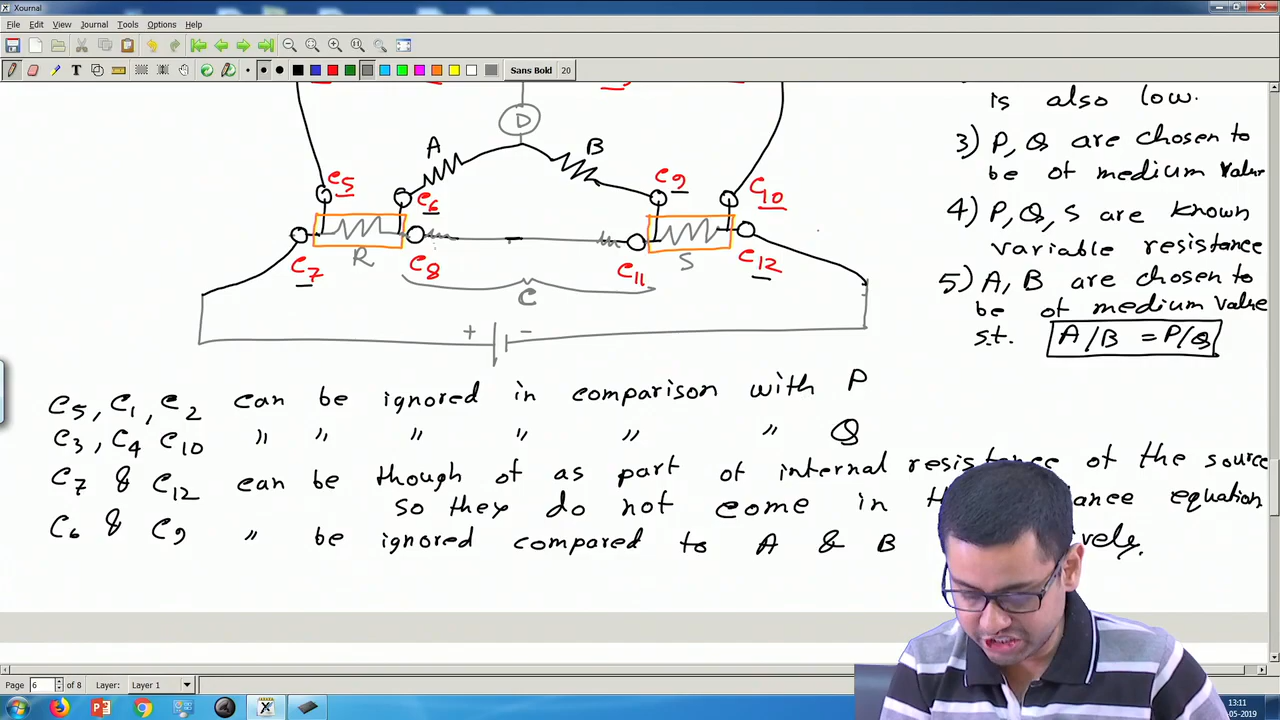 Xournal
File Edit View Journal Tools Options Help
Sans Bold 20
D
A B
c5 c6 c9 c10
R S
c7 c8 c11 c12
C
+ -
is also low.
3) P, Q are chosen to
be of medium value
4) P, Q, S are known
variable resistance
5) A, B are chosen to
be of medium value
s.t. A/B = P/Q
c5, c1, c2 can be ignored in comparison with P
c3, c4 c10 " " " " " " Q
c7 & c12 can be though of as part of internal resistance of the source
so they do not come in equation
c6 & c9 " be ignored compared to A & B
Page 6 of 8 Layer: Layer 1
13:11
05-2019